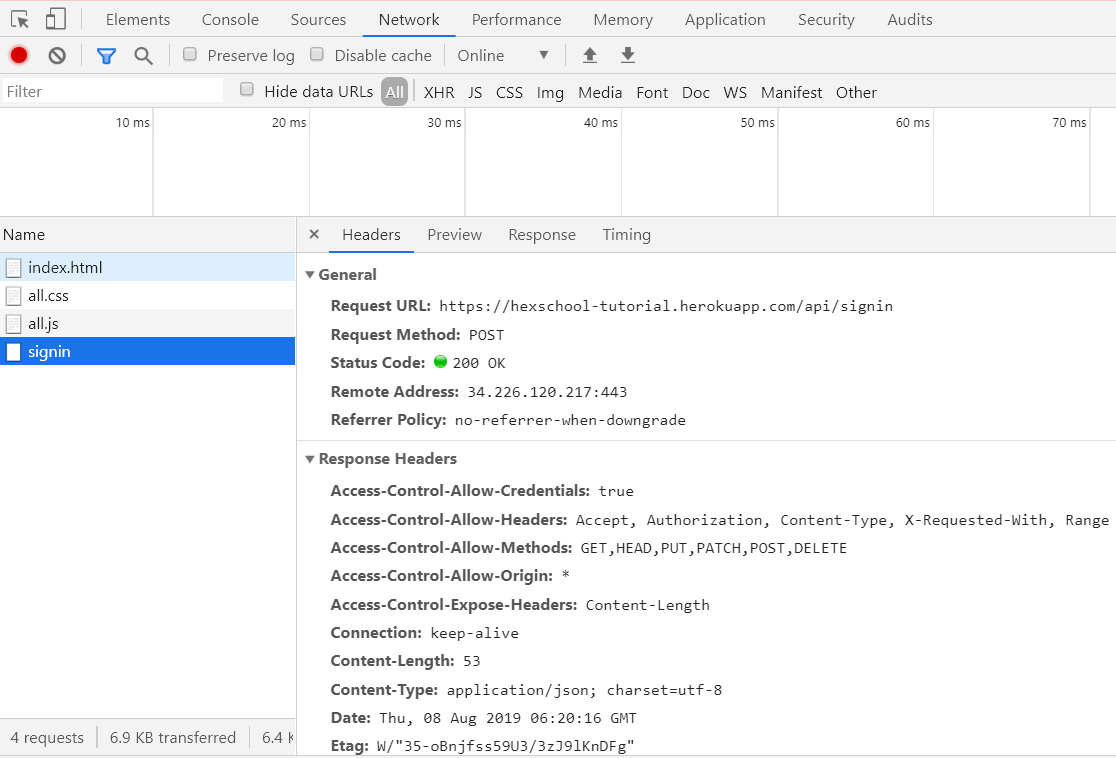 Elements Console Sources Network Performance Memory Application Security Audits
Preserve log Disable cache Online
Filter Hide data URLs All XHR JS CSS Img Media Font Doc WS Manifest Other
10 ms 20 ms 30 ms 40 ms 50 ms 60 ms 70 ms
Name
index.html
all.css
all.js
signin
4 requests 6.9 KB transferred 6.4 K
Headers Preview Response Timing
General
Request URL: https://hexschool-tutorial.herokuapp.com/api/signin
Request Method: POST
Status Code: 200 OK
Remote Address: 34.226.120.217:443
Referrer Policy: no-referrer-when-downgrade
Response Headers
Access-Control-Allow-Credentials: true
Access-Control-Allow-Headers: Accept, Authorization, Content-Type, X-Requested-With, Range
Access-Control-Allow-Methods: GET,HEAD,PUT,PATCH,POST,DELETE
Access-Control-Allow-Origin: *
Access-Control-Expose-Headers: Content-Length
Connection: keep-alive
Content-Length: 53
Content-Type: application/json; charset=utf-8
Date: Thu, 08 Aug 2019 06:20:16 GMT
Etag: W/"35-oBnjfss59U3/3zJ9lKnDFg"